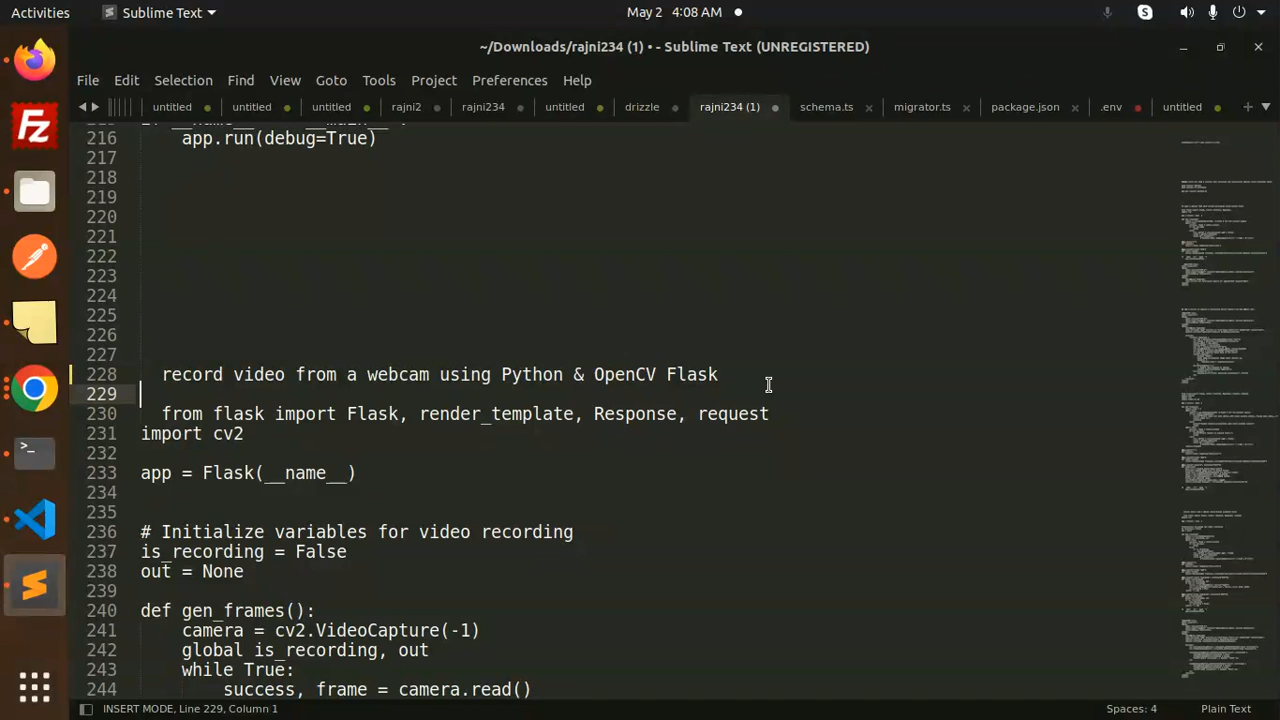 Activities
Sublime Text
May 2 4:08 AM
~/Downloads/rajni234 (1) • - Sublime Text (UNREGISTERED)
File Edit Selection Find View Goto Tools Project Preferences Help
untitled untitled untitled rajni2 rajni234 untitled drizzle rajni234 (1) schema.ts migrator.ts package.json .env untitled
216 app.run(debug=True)
217
218
219
220
221
222
223
224
225
226
227
228 record video from a webcam using Python & OpenCV Flask
229
230 from flask import Flask, render_template, Response, request
231 import cv2
232
233 app = Flask(__name__)
234
235
236 # Initialize variables for video recording
237 is_recording = False
238 out = None
239
240 def gen_frames():
241 camera = cv2.VideoCapture(-1)
242 global is_recording, out
243 while True:
244 success, frame = camera.read()
INSERT MODE, Line 229, Column 1
Spaces: 4
Plain Text